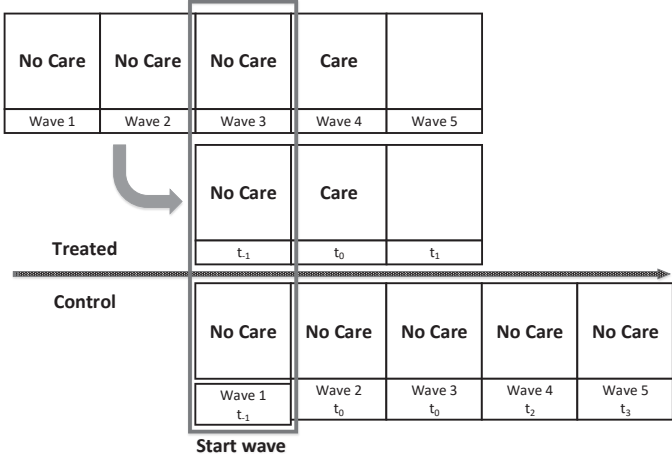 No Care No Care No Care Care
Wave 1 Wave 2 Wave 3 Wave 4 Wave 5
No Care Care
t-1 t0 t1
Treated
Control
No Care No Care No Care No Care No Care
Wave 1 Wave 2 Wave 3 Wave 4 Wave 5
t-1 t0 t0 t2 t3
Start wave